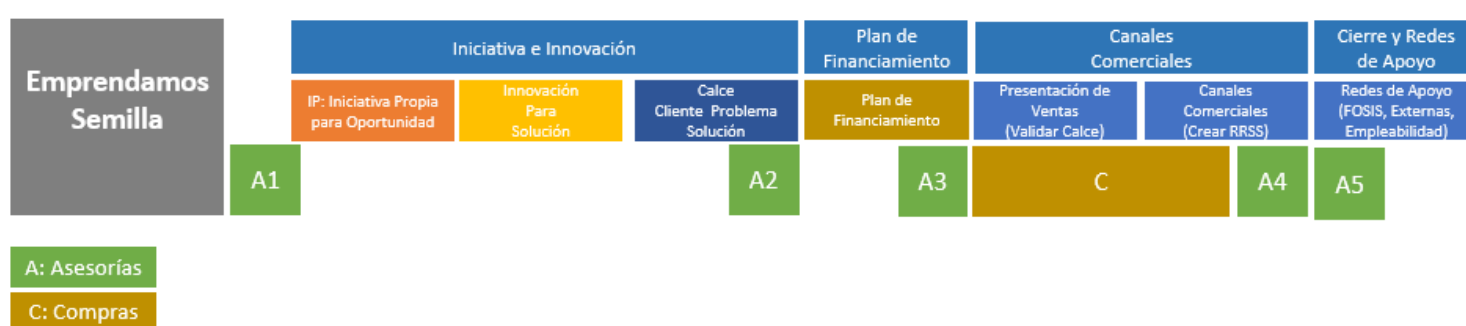 Emprendamos
Semilla
Iniciativa e Innovación
Plan de
Financiamiento
Canales
Comerciales
Cierre y Redes
de Apoyo
IP: Iniciativa Propia
para Oportunidad
Innovación
Para
Solución
Calce
Cliente Problema
Solución
Plan de
Financiamiento
Presentación de
Ventas
(Validar Calce)
Canales
Comerciales
(Crear RRSS)
Redes de Apoyo
(FOSIS, Externas,
Empleabilidad)
A1
A2
A3
C
A4
A5
A: Asesorías
C: Compras